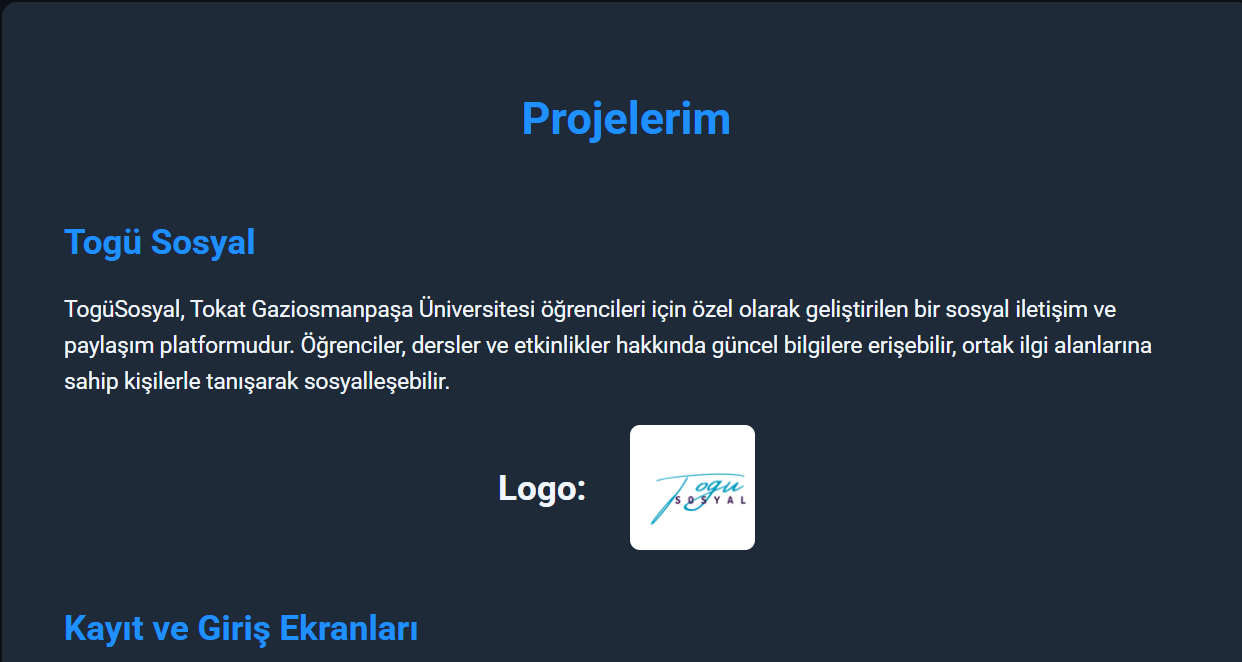 Projelerim
Togü Sosyal
TogüSosyal, Tokat Gaziosmanpaşa Üniversitesi öğrencileri için özel olarak geliştirilen bir sosyal iletişim ve
paylaşım platformudur. Öğrenciler, dersler ve etkinlikler hakkında güncel bilgilere erişebilir, ortak ilgi alanlarına
sahip kişilerle tanışarak sosyalleşebilir.
Logo:
Togu
SOSYAL
Kayıt ve Giriş Ekranları